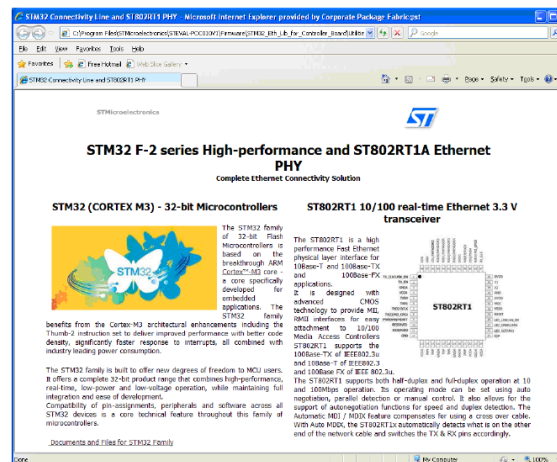 STM32 Connectivity Line and ST802RT1 PHY - Microsoft Internet Explorer provided by Corporate Package Fabric:pst
C:\Program Files\STMicroelectronics\STEVAL-PCC010V1\Firmware\STM32_Eth_Lib_for_Controller_Board\Utilitie
Google
File Edit View Favorites Tools Help
Favorites Free Hotmail Web Slice Gallery
STM32 Connectivity Line and ST802RT1 PHY
Page Safety Tools
STMicroelectronics
ST
STM32 F-2 series High-performance and ST802RT1A Ethernet
PHY
Complete Ethernet Connectivity Solution
STM32 (CORTEX M3) - 32-bit Microcontrollers
STM32
The STM32 family
of 32-bit Flash
Microcontrollers is
based on the
breakthrough ARM
Cortex™-M3 core -
a core specifically
developed for
embedded
applications. The
STM32 family
benefits from the Cortex-M3 architectural enhancements including the
Thumb-2 instruction set to deliver improved performance with better code
density, significantly faster response to interrupts, all combined with
industry leading power consumption.
The STM32 family is built to offer new degrees of freedom to MCU users.
It offers a complete 32-bit product range that combines high-performance,
real-time, low-power and low-voltage operation, while maintaining full
integration and ease of development.
Compatibility of pin-assignments, peripherals and software across all
STM32 devices is a core technical feature throughout this family of
microcontrollers.
Documents and Files for STM32 Family
ST802RT1 10/100 real-time Ethernet 3.3 V
transceiver
The ST802RT1 is a high
performance Fast Ethernet
physical layer interface for
10Base-T and 100Base-TX
and 100Base-FX
applications.
It is designed with
advanced CMOS
technology to provide MII,
RMII interfaces for easy
attachment to 10/100
Media Access Controllers
ST802RT1 supports the
100Base-TX of IEEE802.3u
and 10Base-T of IEEE802.3
and 100Base FX of IEEE 802.3u.
ST802RT1
The ST802RT1 supports both half-duplex and full-duplex operation at 10
and 100Mbps operation. Its operating mode can be set using auto
negotiation, parallel detection or manual control. It also allows for the
support of autonegotiation functions for speed and duplex detection. The
Automatic MDI / MDIX feature compensates for using a cross over cable.
With Auto MDIX, the ST802RT1x automatically detects what is on the other
end of the network cable and switches the TX & RX pins accordingly.
Done
My Computer
100%